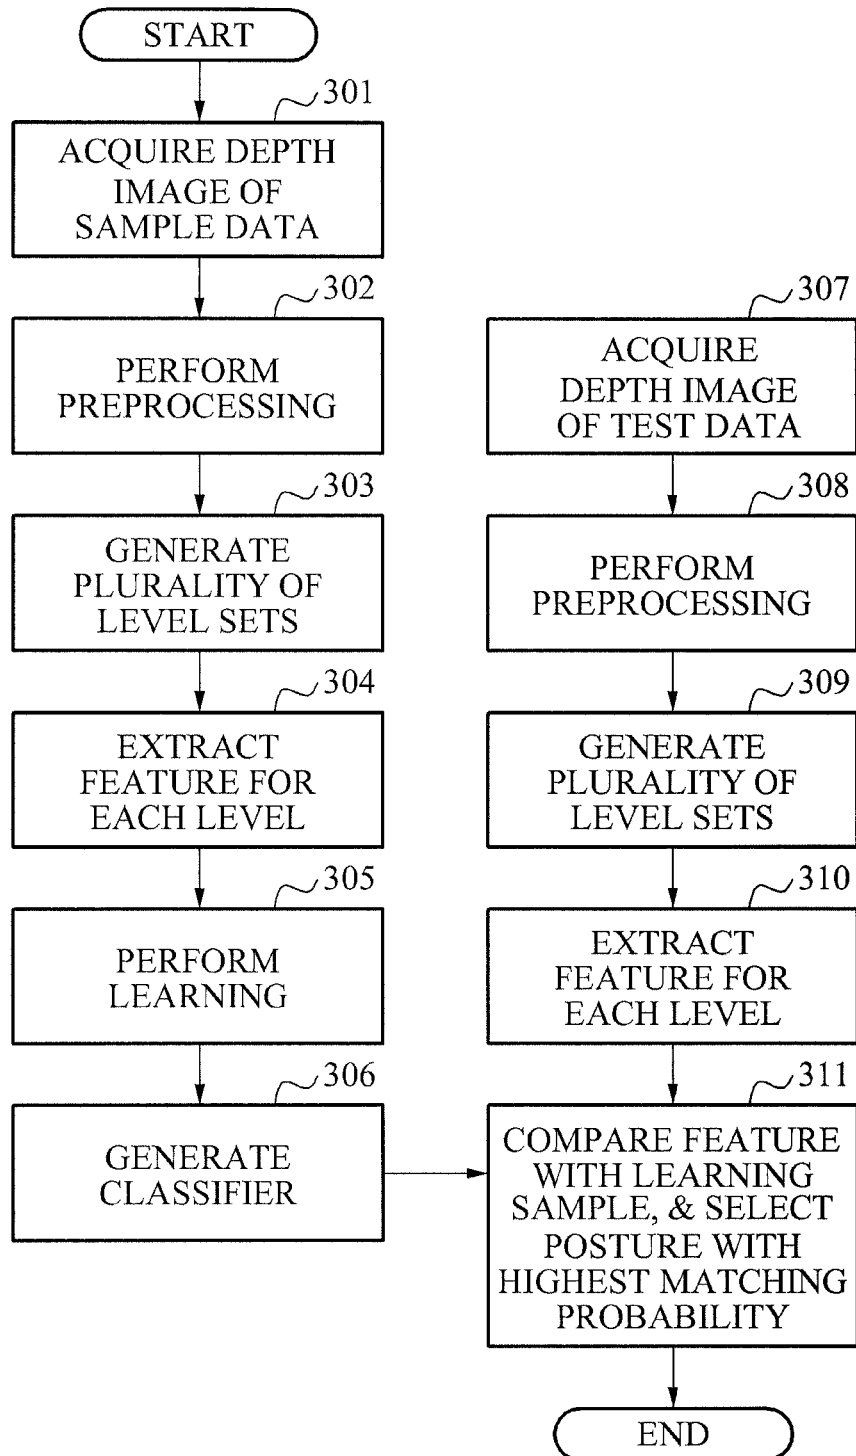 START
301
ACQUIRE DEPTH
IMAGE OF
SAMPLE DATA
302
PERFORM
PREPROCESSING
303
GENERATE
PLURALITY OF
LEVEL SETS
304
EXTRACT
FEATURE FOR
EACH LEVEL
305
PERFORM
LEARNING
306
GENERATE
CLASSIFIER
307
ACQUIRE
DEPTH IMAGE
OF TEST DATA
308
PERFORM
PREPROCESSING
309
GENERATE
PLURALITY OF
LEVEL SETS
310
EXTRACT
FEATURE FOR
EACH LEVEL
311
COMPARE FEATURE
WITH LEARNING
SAMPLE, & SELECT
POSTURE WITH
HIGHEST MATCHING
PROBABILITY
END